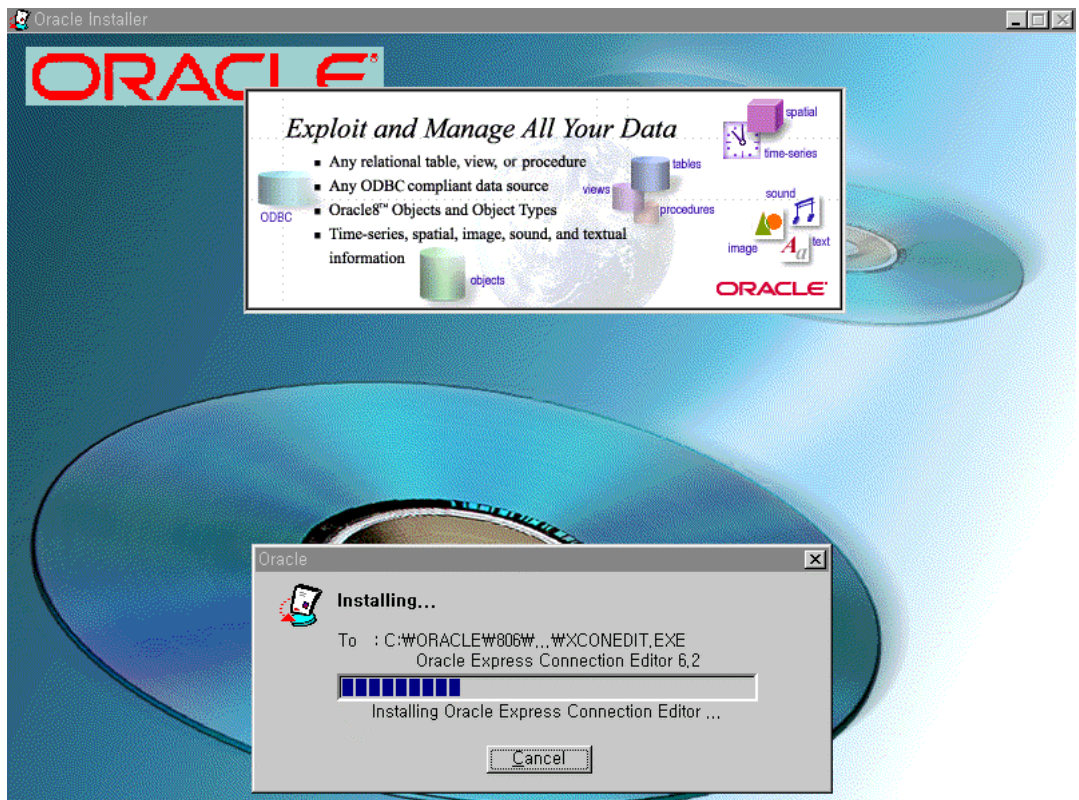 Oracle Installer
ORACLE®
Exploit and Manage All Your Data
▪ Any relational table, view, or procedure
▪ Any ODBC compliant data source
▪ Oracle8™ Objects and Object Types
▪ Time-series, spatial, image, sound, and textual
information
ODBC
objects
views
tables
procedures
spatial
time-series
sound
image
Aa
text
ORACLE®
Oracle
Installing...
To : C:₩ORACLE₩806₩...₩XCONEDIT.EXE
Oracle Express Connection Editor 6.2
Installing Oracle Express Connection Editor ...
Cancel